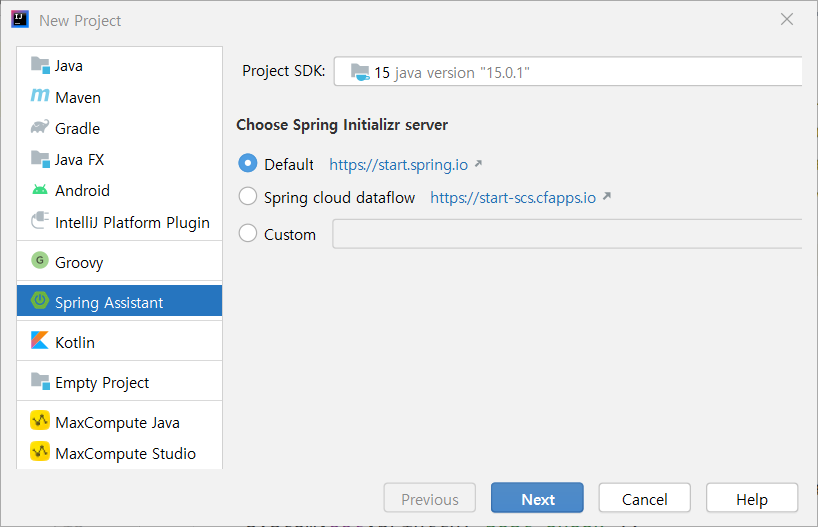 New Project
Java
Maven
Gradle
Java FX
Android
IntelliJ Platform Plugin
Groovy
Spring Assistant
Kotlin
Empty Project
MaxCompute Java
MaxCompute Studio
Project SDK: 15 java version "15.0.1"
Choose Spring Initializr server
Default https://start.spring.io
Spring cloud dataflow https://start-scs.cfapps.io
Custom
Previous Next Cancel Help